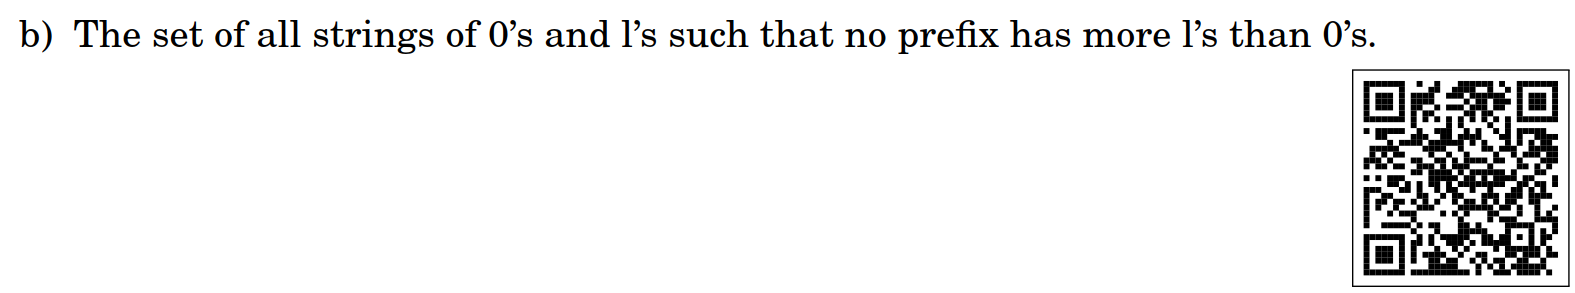 b) The set of all strings of 0’s and l’s such that no prefix has more l’s than 0’s.